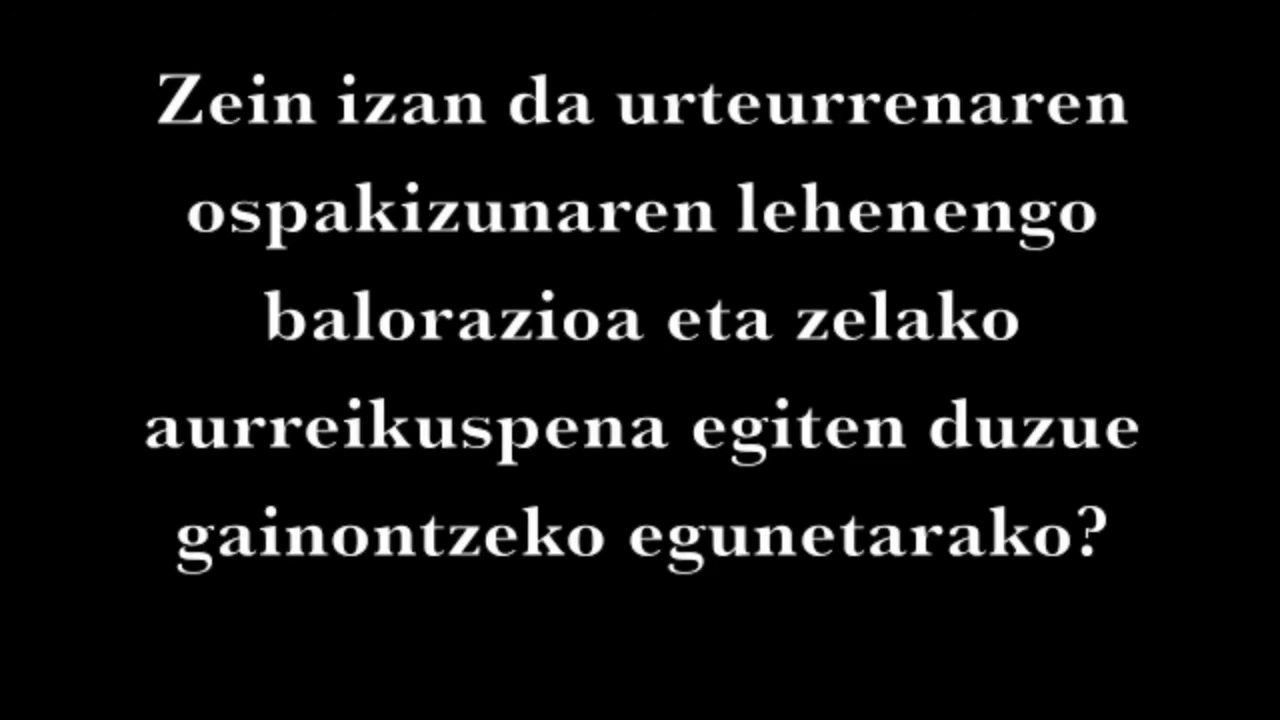 Zein izan da urteurrenaren
ospakizunaren lehenengo
balorazioa eta zelako
aurreikuspena egiten duzue
gainontzeko egunetarako?